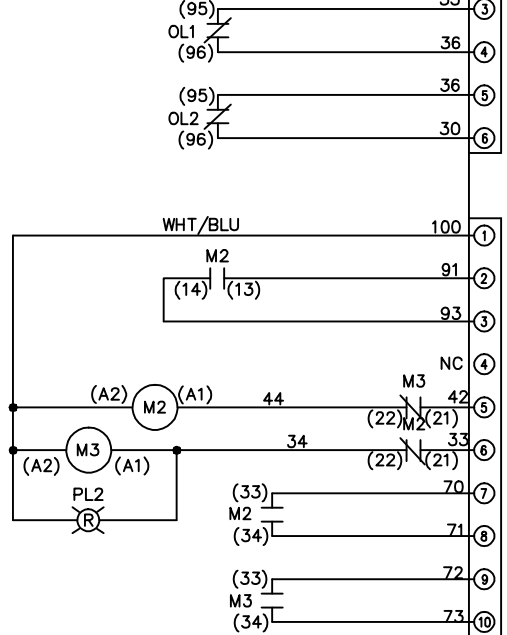 (95) 35 3
OL1
(96) 36 4
(95) 36 5
OL2
(96) 30 6
WHT/BLU 100 1
M2
91 2
(14) (13)
93 3
NC 4
M3
(A2) M2 (A1) 44 42 5
(22) (21)
M2
M3 34 33 6
(A2) (A1) (22) (21)
PL2
R
(33) 70 7
M2
(34) 71 8
(33) 72 9
M3
(34) 73 10